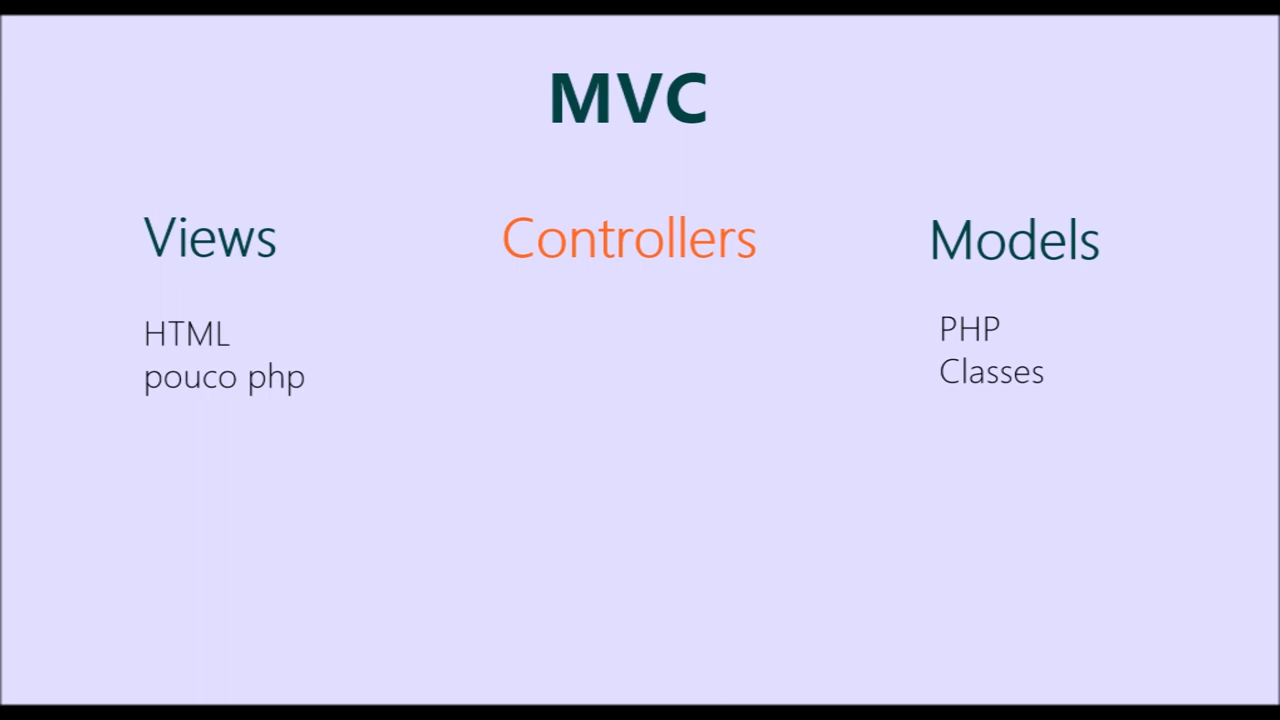 MVC
Views
Controllers
Models
HTML
pouco php
PHP
Classes